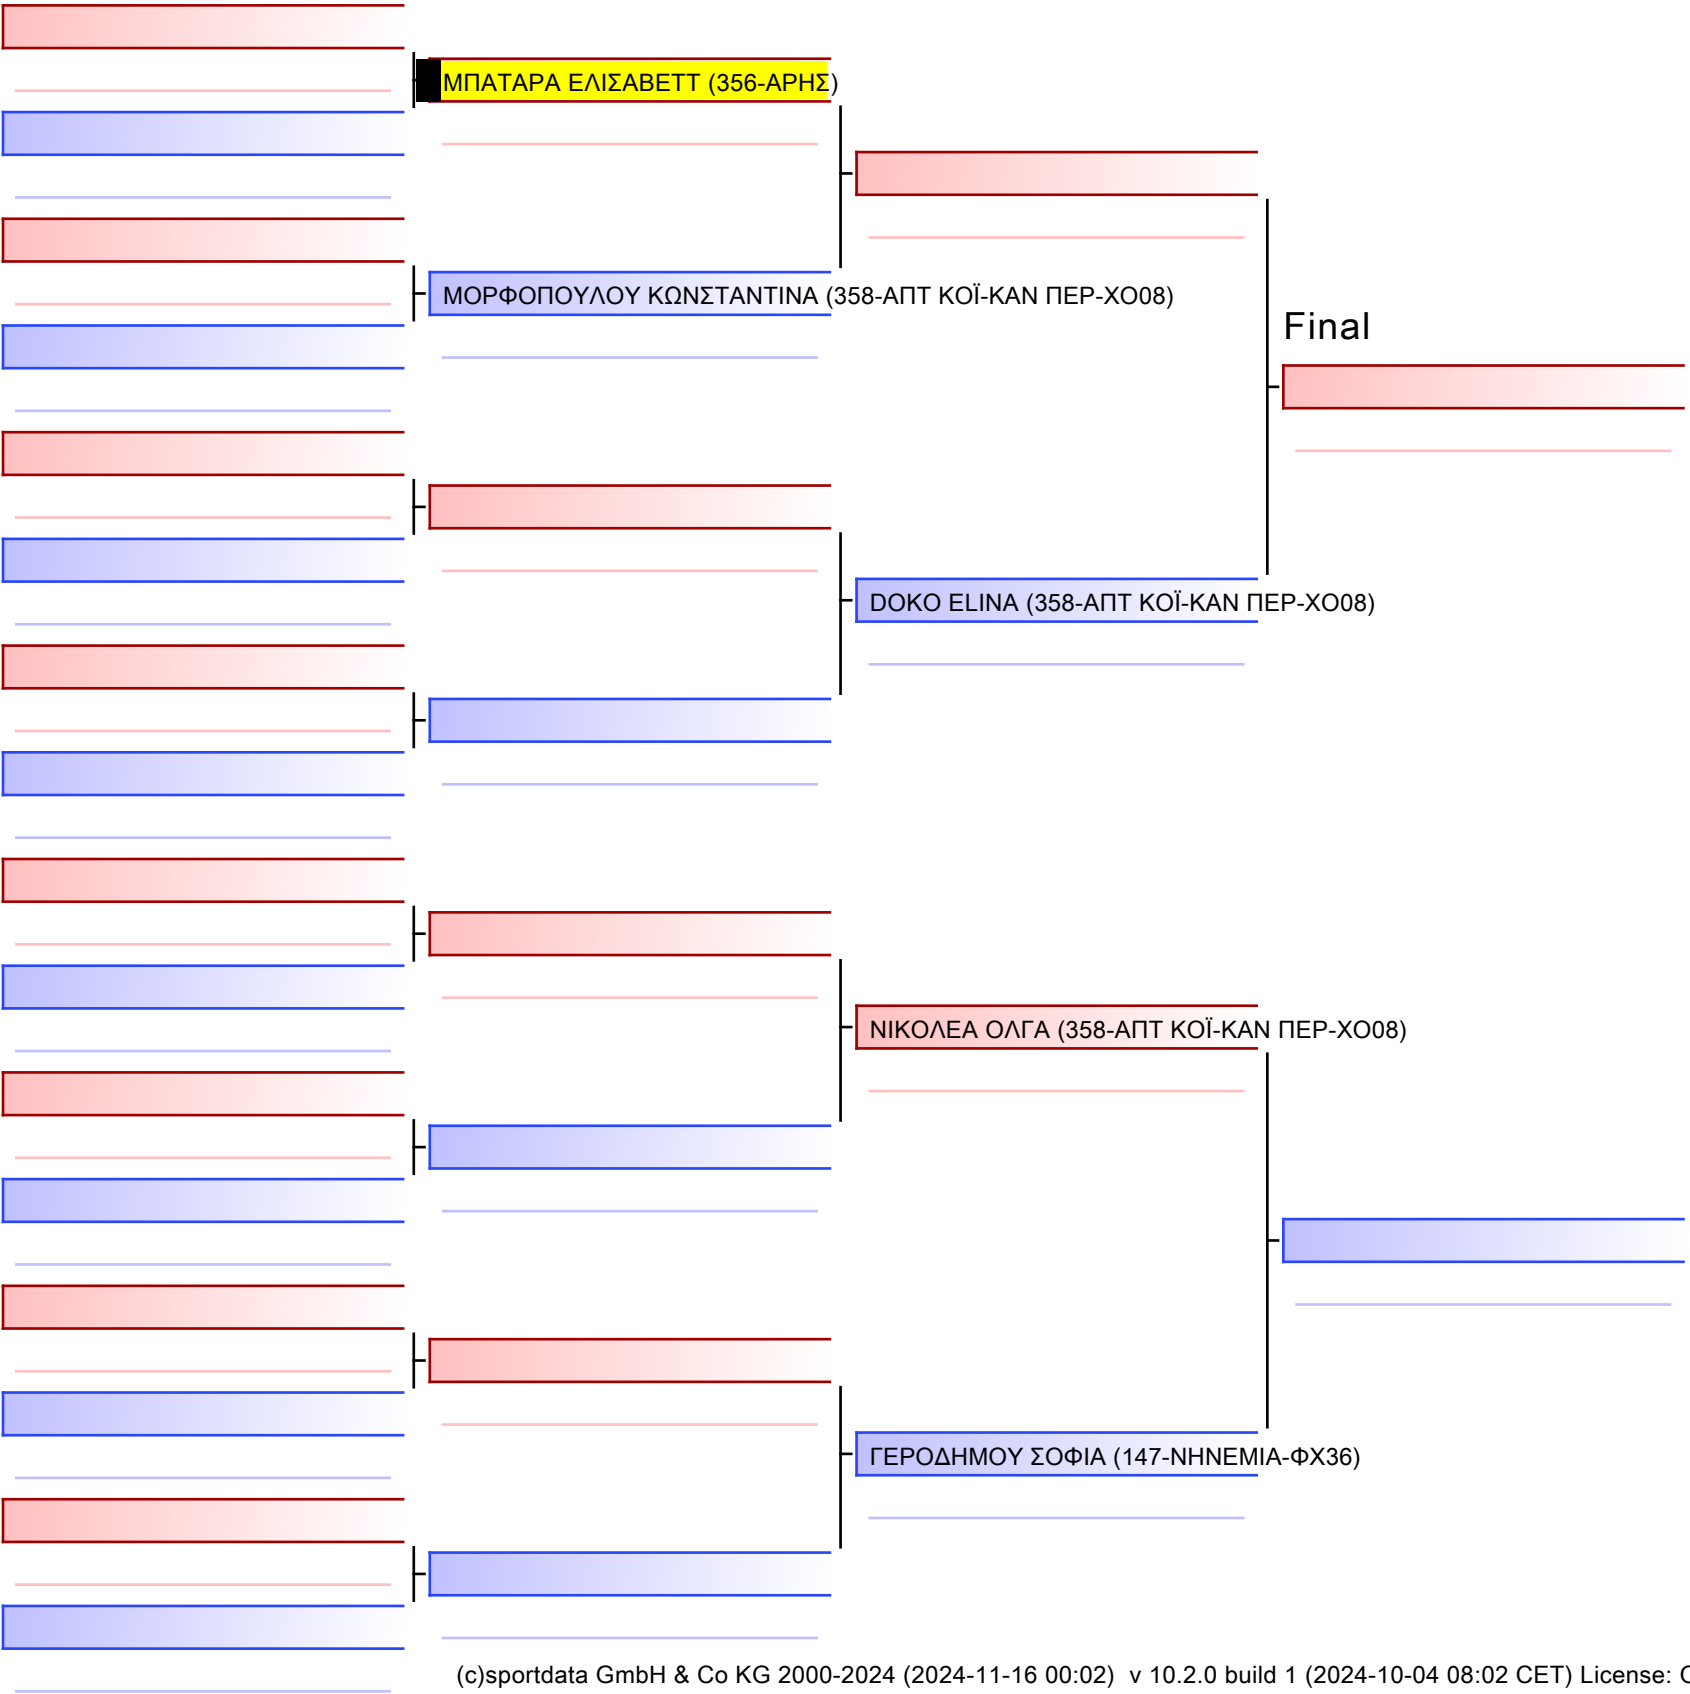 ΜΠΑΤΑΡΑ ΕΛΙΣΑΒΕΤΤ (356-ΑΡΗΣ)
ΜΟΡΦΟΠΟΥΛΟΥ ΚΩΝΣΤΑΝΤΙΝΑ (358-ΑΠΤ ΚΟΪ-ΚΑΝ ΠΕΡ-ΧΟ08)
Final
DOKO ELINA (358-ΑΠΤ ΚΟΪ-ΚΑΝ ΠΕΡ-ΧΟ08)
ΝΙΚΟΛΕΑ ΟΛΓΑ (358-ΑΠΤ ΚΟΪ-ΚΑΝ ΠΕΡ-ΧΟ08)
ΓΕΡΟΔΗΜΟΥ ΣΟΦΙΑ (147-ΝΗΝΕΜΙΑ-ΦΧ36)
(c)sportdata GmbH & Co KG 2000-2024 (2024-11-16 00:02) v 10.2.0 build 1 (2024-10-04 08:02 CET) License: